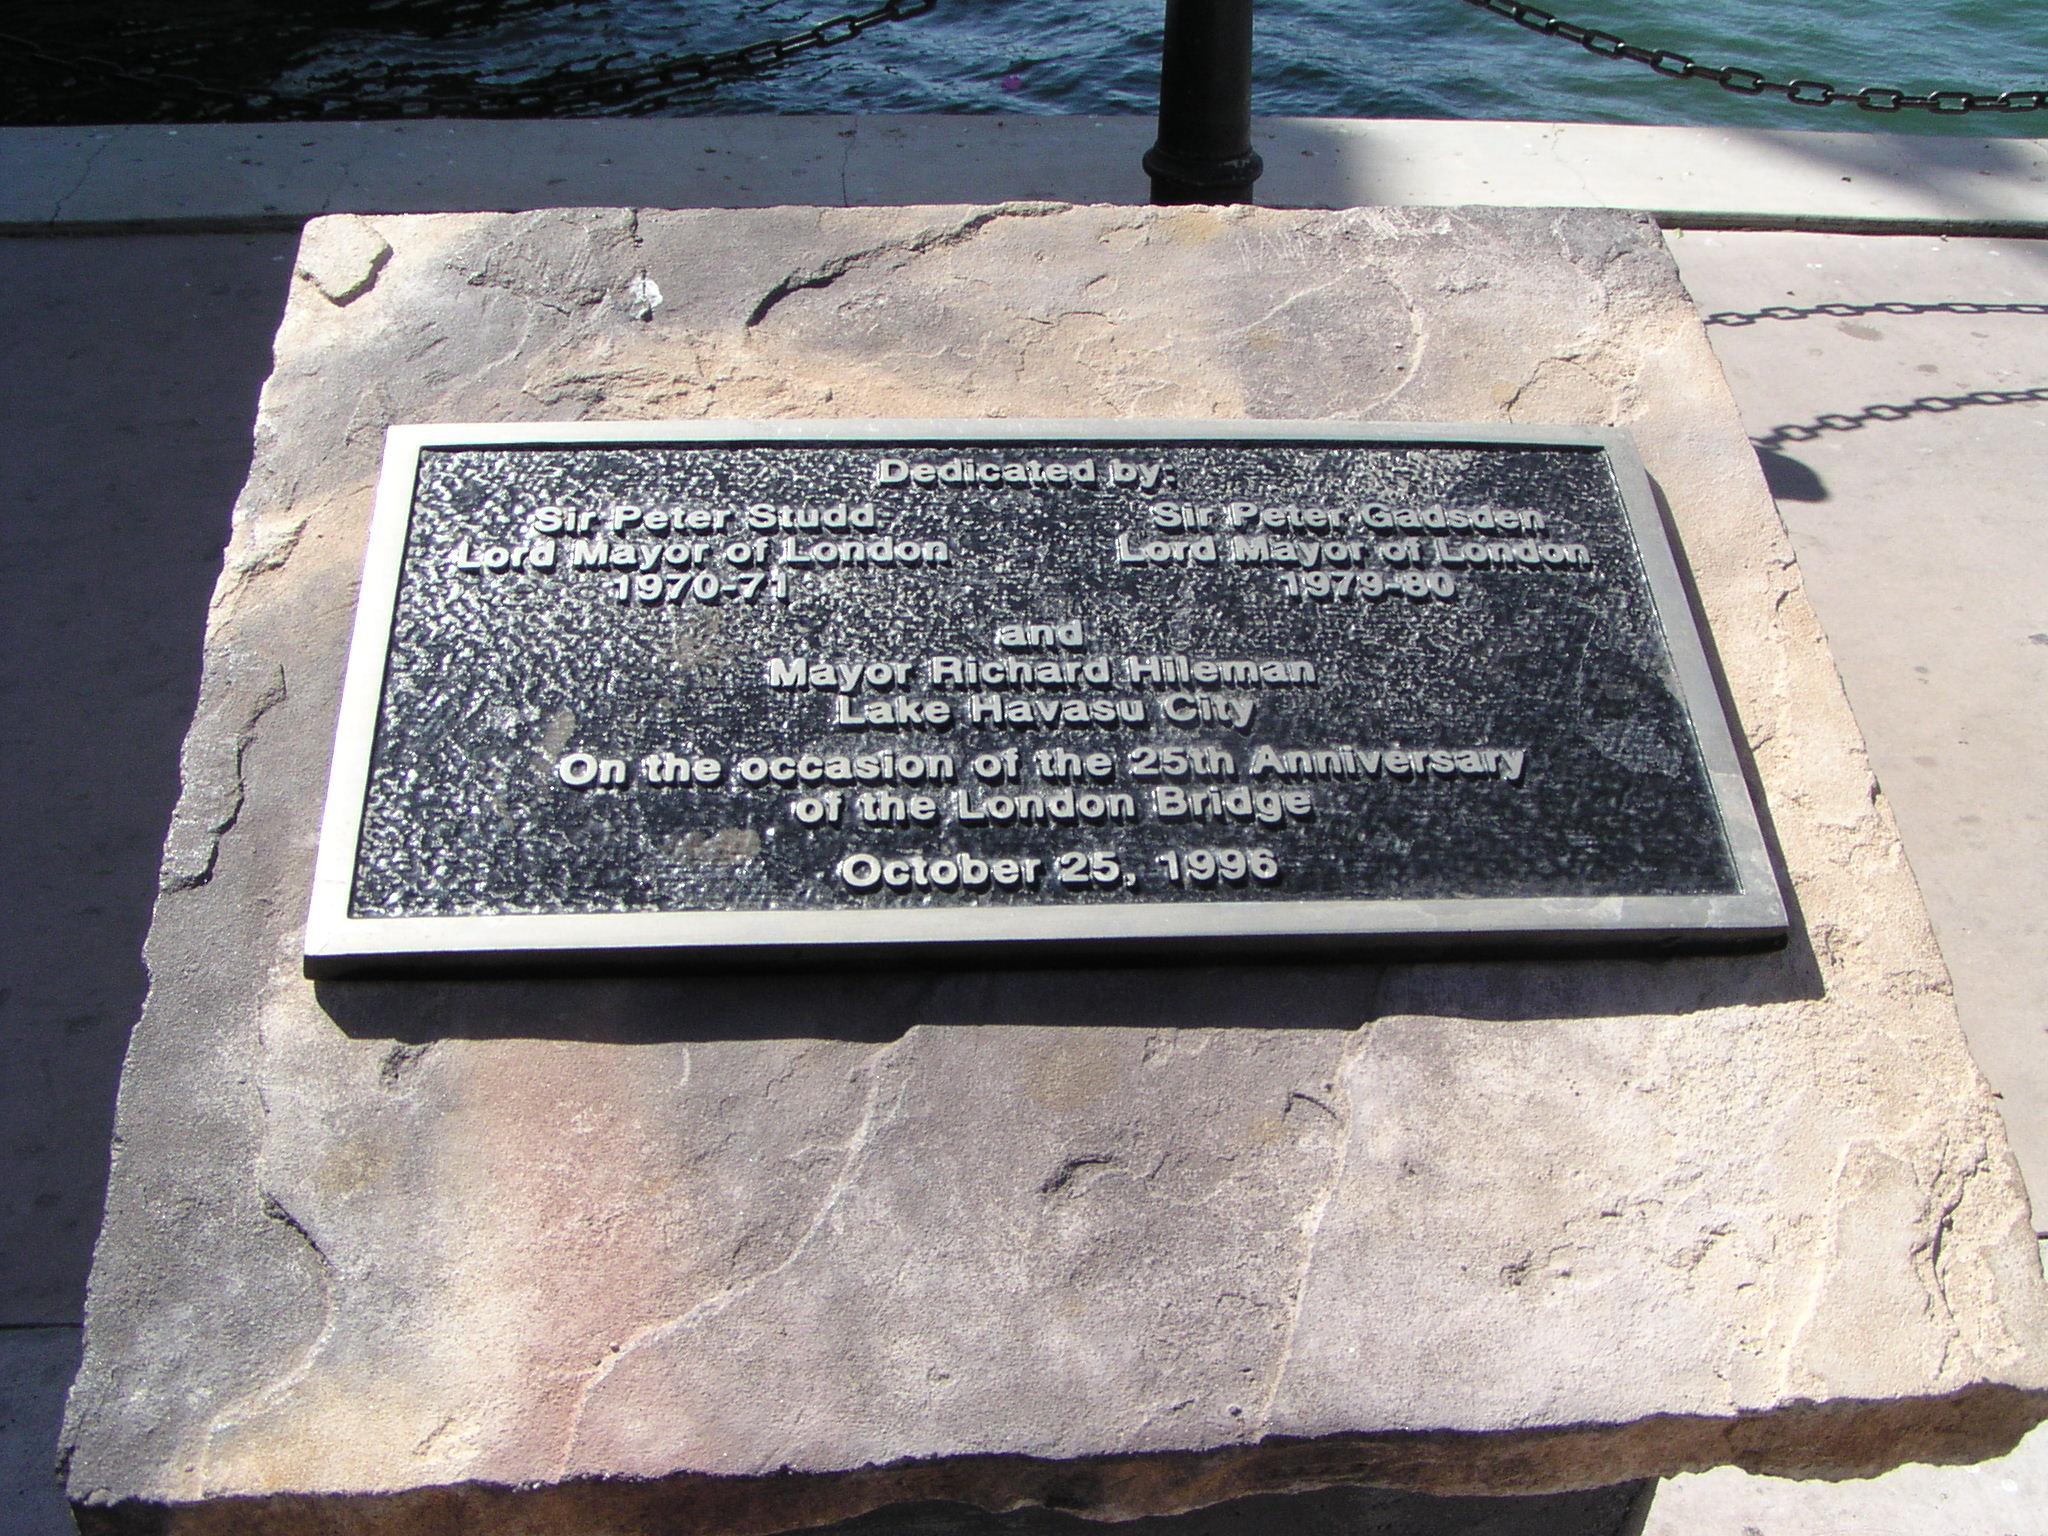 Dedicated by:
Sir Peter Studd
Lord Mayor of London
1970-71
Sir Peter Gadsden
Lord Mayor of London
1979-80
and
Mayor Richard Hileman
Lake Havasu City
On the occasion of the 25th Anniversary
of the London Bridge
October 25, 1996